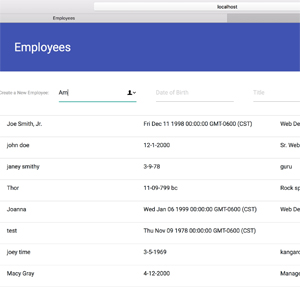 localhost
Employees
Employees
Create a New Employee:
Am
Date of Birth
Title
Joe Smith, Jr.
Fri Dec 11 1998 00:00:00 GMT-0600 (CST)
Web De
john doe
12-1-2000
Sr. Web
janey smithy
3-9-78
guru
Thor
11-09-799 bc
Rock sp
Joanna
Wed Jan 06 1999 00:00:00 GMT-0600 (CST)
Web De
test
Thu Nov 09 1978 00:00:00 GMT-0600 (CST)
joey time
3-5-1969
kangaro
Macy Gray
4-12-2000
Manager